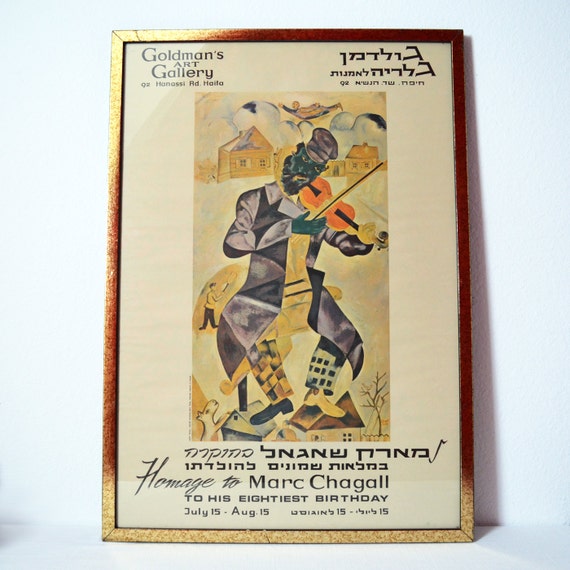 Goldman's
ART
Gallery
92 Hanassi Rd. Haifa
גולדמן
גלריה לאמנות
חיפה. שד. הנשיא 92
למארק שאגאל בהוקרה
במלאות שמונים להולדתו
Homage to Marc Chagall
TO HIS EIGHTIEST BIRTHDAY
July 15 - Aug. 15
15 ליולי - 15 לאוגוסט